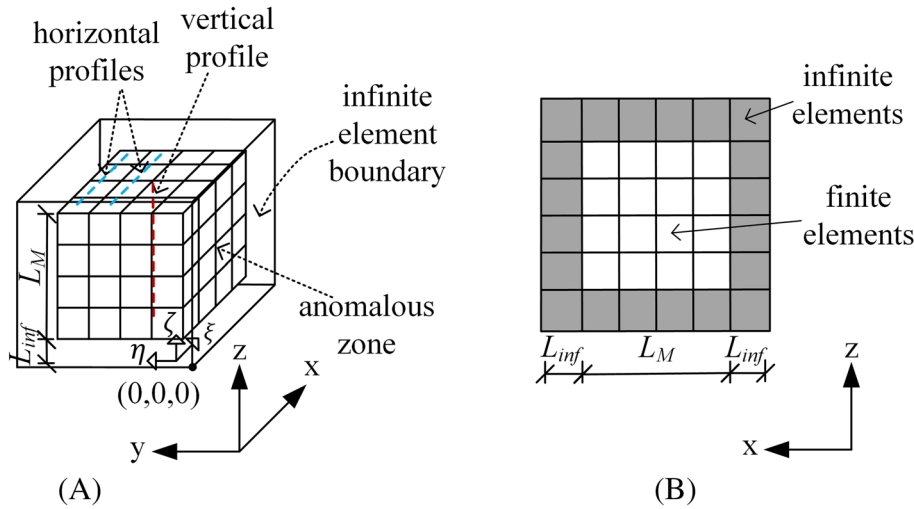 horizontal
profiles
vertical
profile
infinite
element
boundary
L_M
anomalous
zone
L_inf
ζ
ξ
η
(0,0,0)
z
x
y
(A)
infinite
elements
finite
elements
L_inf L_M L_inf
z
x
(B)